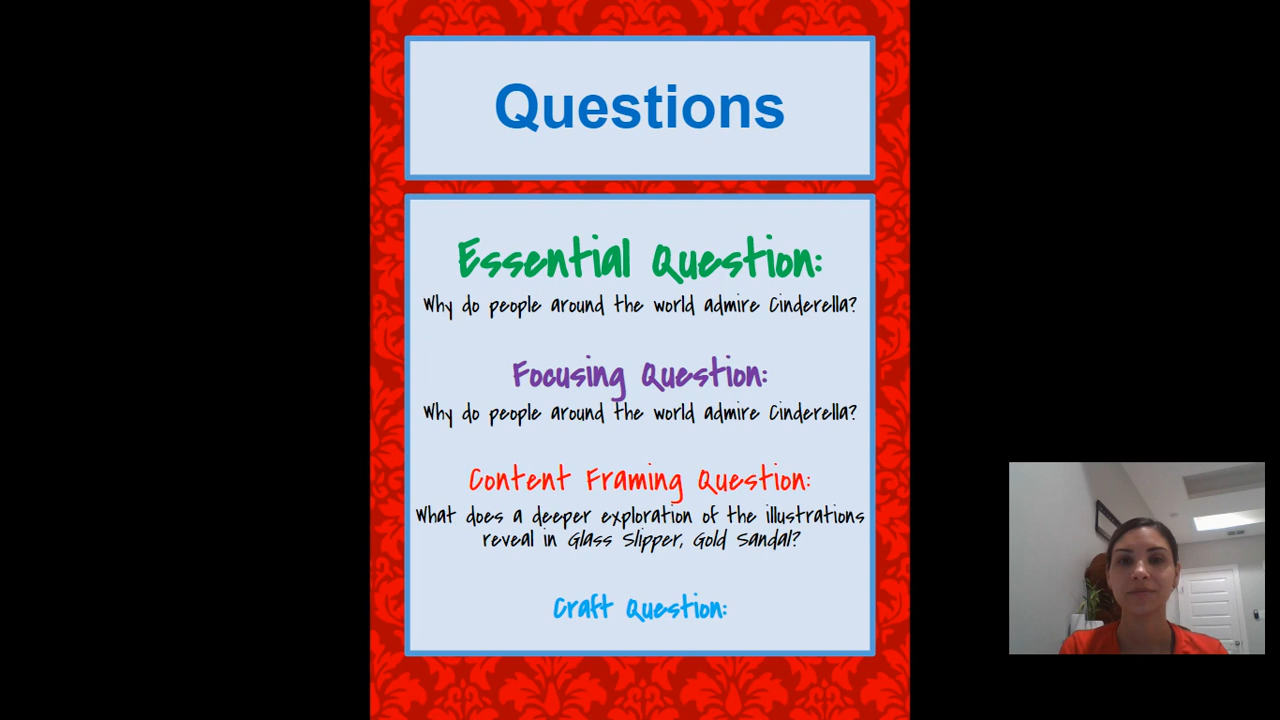 Questions
Essential Question:
Why do people around the world admire Cinderella?
Focusing Question:
Why do people around the world admire Cinderella?
Content Framing Question:
What does a deeper exploration of the illustrations
reveal in Glass Slipper, Gold Sandal?
Craft Question: